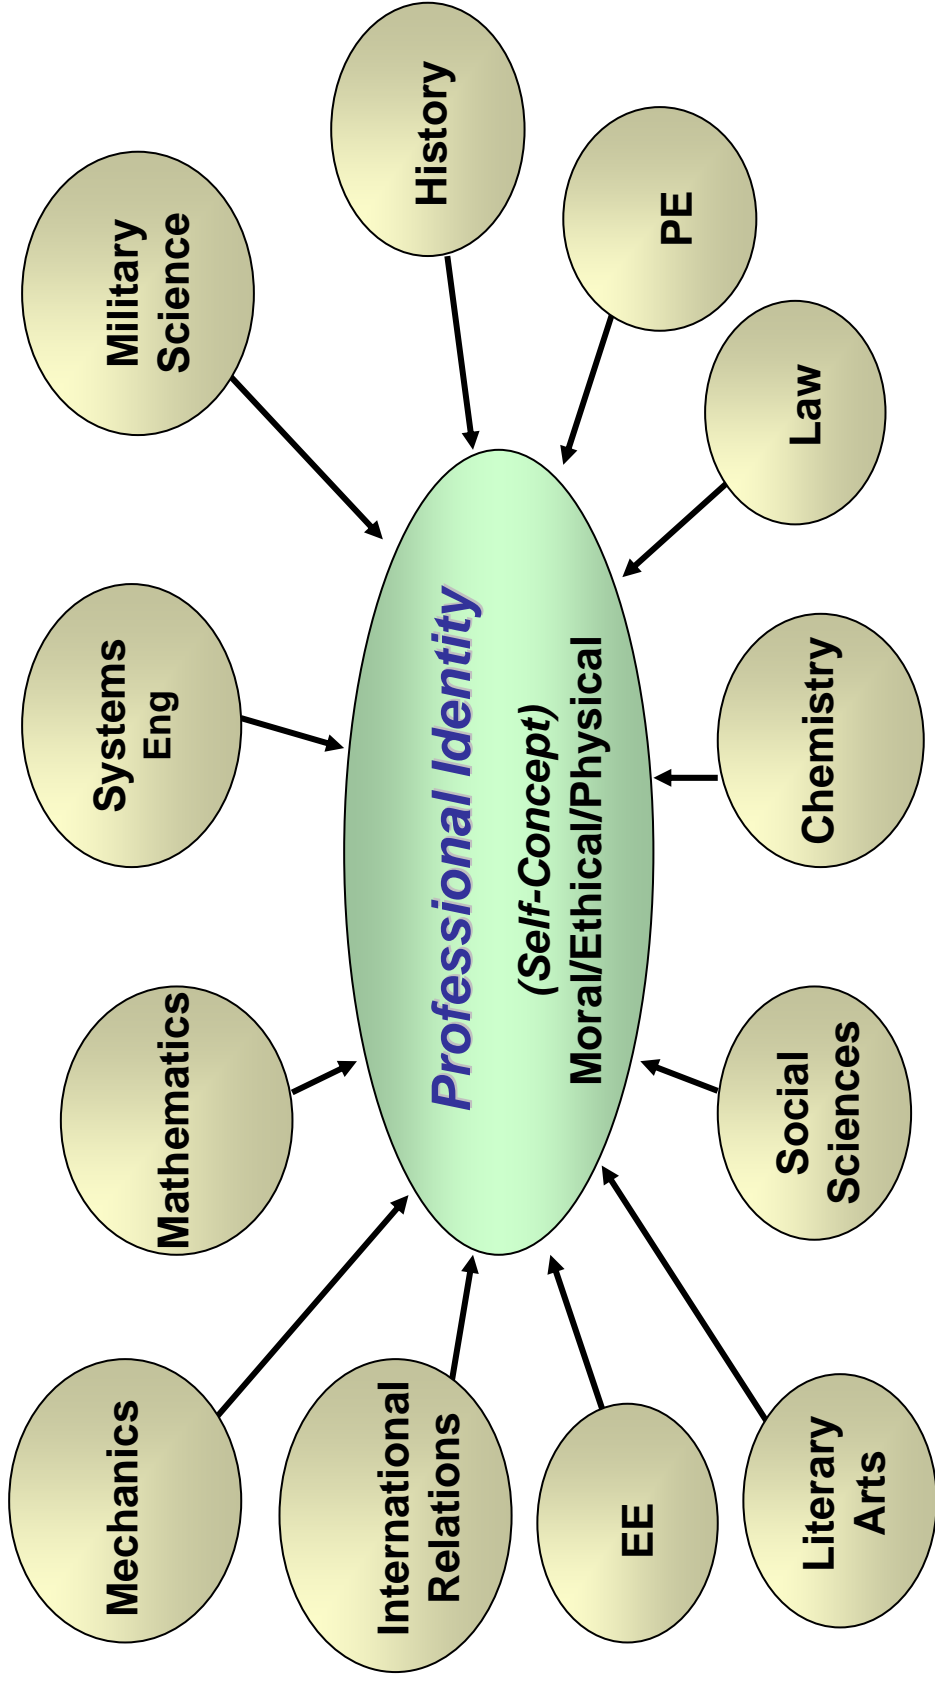 Mechanics
Mathematics
Systems
Eng
Military
Science
International
Relations
History
Professional Identity
(Self-Concept)
Moral/Ethical/Physical
EE
PE
Literary
Arts
Social
Sciences
Chemistry
Law